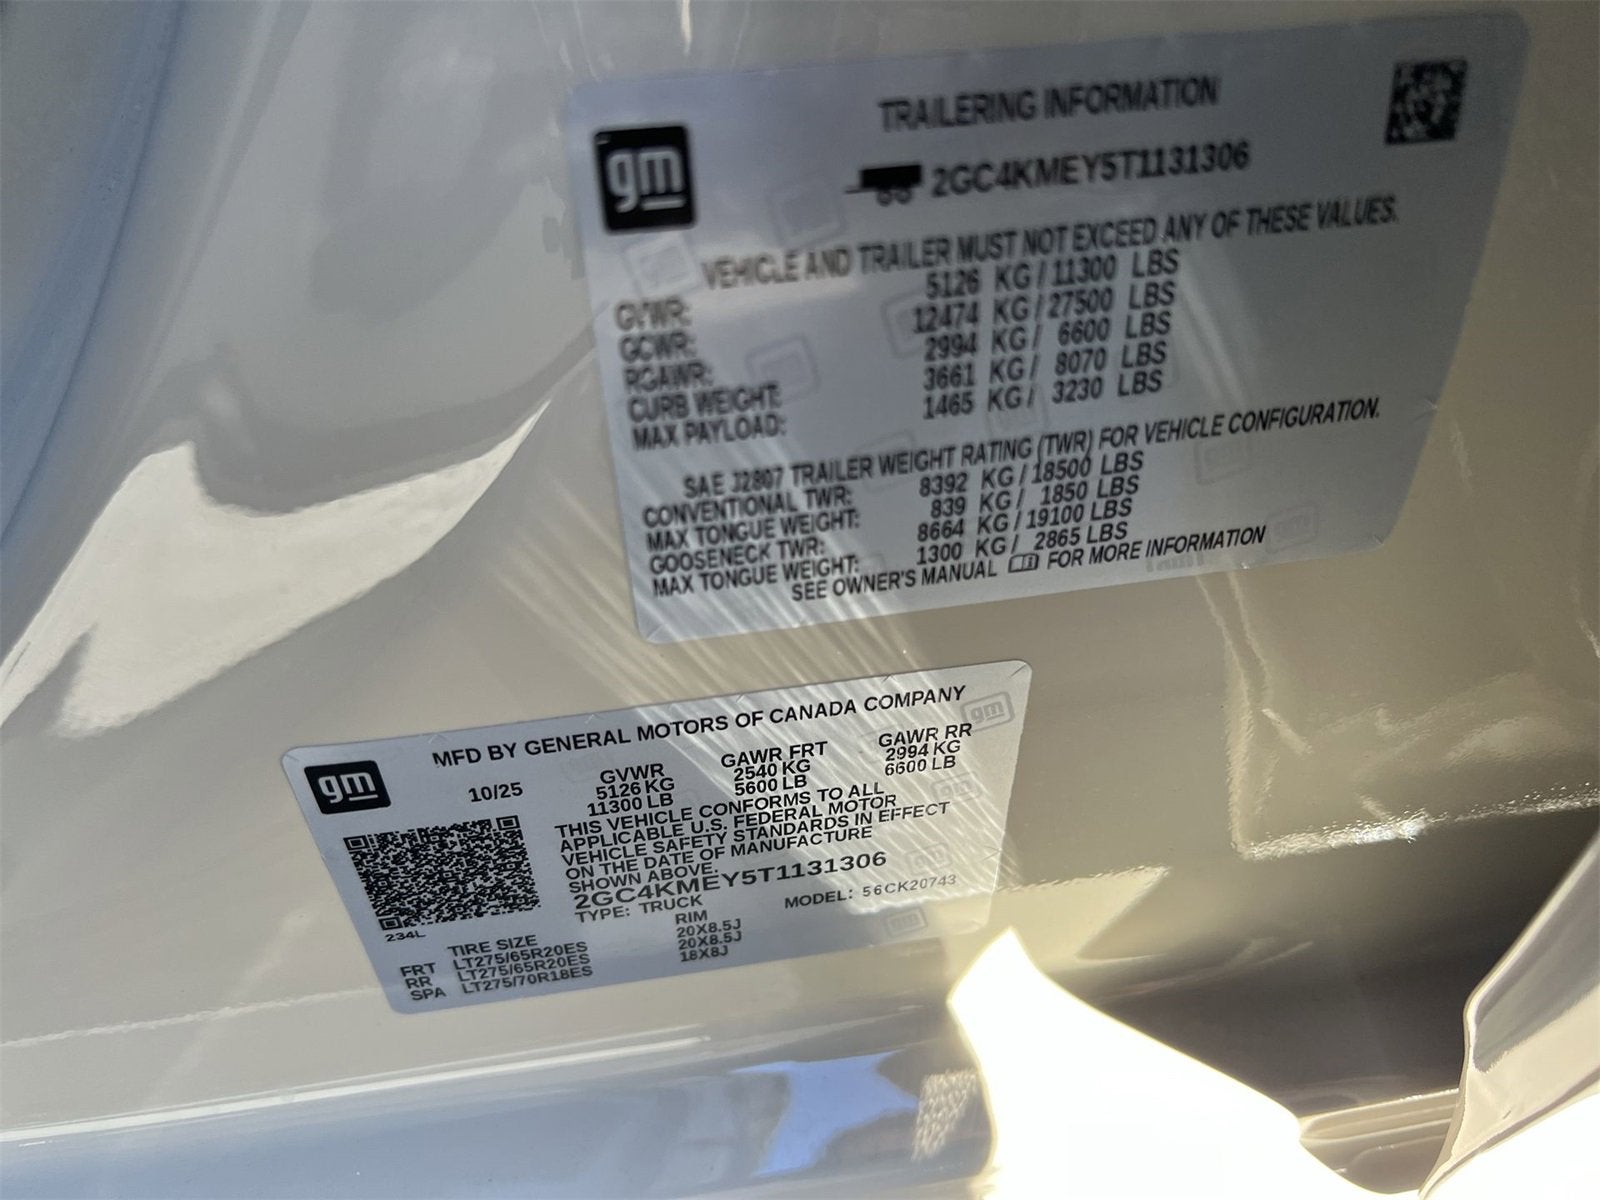 gm
TRAILERING INFORMATION
2GC4KMEY5T1131306
VEHICLE AND TRAILER MUST NOT EXCEED ANY OF THESE VALUES.
GVWR: 5126 KG / 11300 LBS
GCWR: 12474 KG / 27500 LBS
RGAWR: 2994 KG / 6600 LBS
CURB WEIGHT: 3661 KG / 8070 LBS
MAX PAYLOAD: 1465 KG / 3230 LBS
SAE J2807 TRAILER WEIGHT RATING (TWR) FOR VEHICLE CONFIGURATION.
CONVENTIONAL TWR: 8392 KG / 18500 LBS
MAX TONGUE WEIGHT: 839 KG / 1850 LBS
GOOSENECK TWR: 8664 KG / 19100 LBS
MAX TONGUE WEIGHT: 1300 KG / 2865 LBS
SEE OWNER'S MANUAL FOR MORE INFORMATION
gm
MFD BY GENERAL MOTORS OF CANADA COMPANY
10/25 GVWR GAWR FRT GAWR RR
5126 KG 2540 KG 2994 KG
11300 LB 5600 LB 6600 LB
THIS VEHICLE CONFORMS TO ALL
APPLICABLE U.S. FEDERAL MOTOR
VEHICLE SAFETY STANDARDS IN EFFECT
ON THE DATE OF MANUFACTURE
SHOWN ABOVE.
2GC4KMEY5T1131306
TYPE: TRUCK MODEL: 56CK20743
234L
TIRE SIZE RIM
FRT LT275/65R20ES 20X8.5J
RR LT275/65R20ES 20X8.5J
SPA LT275/70R18ES 18X8J